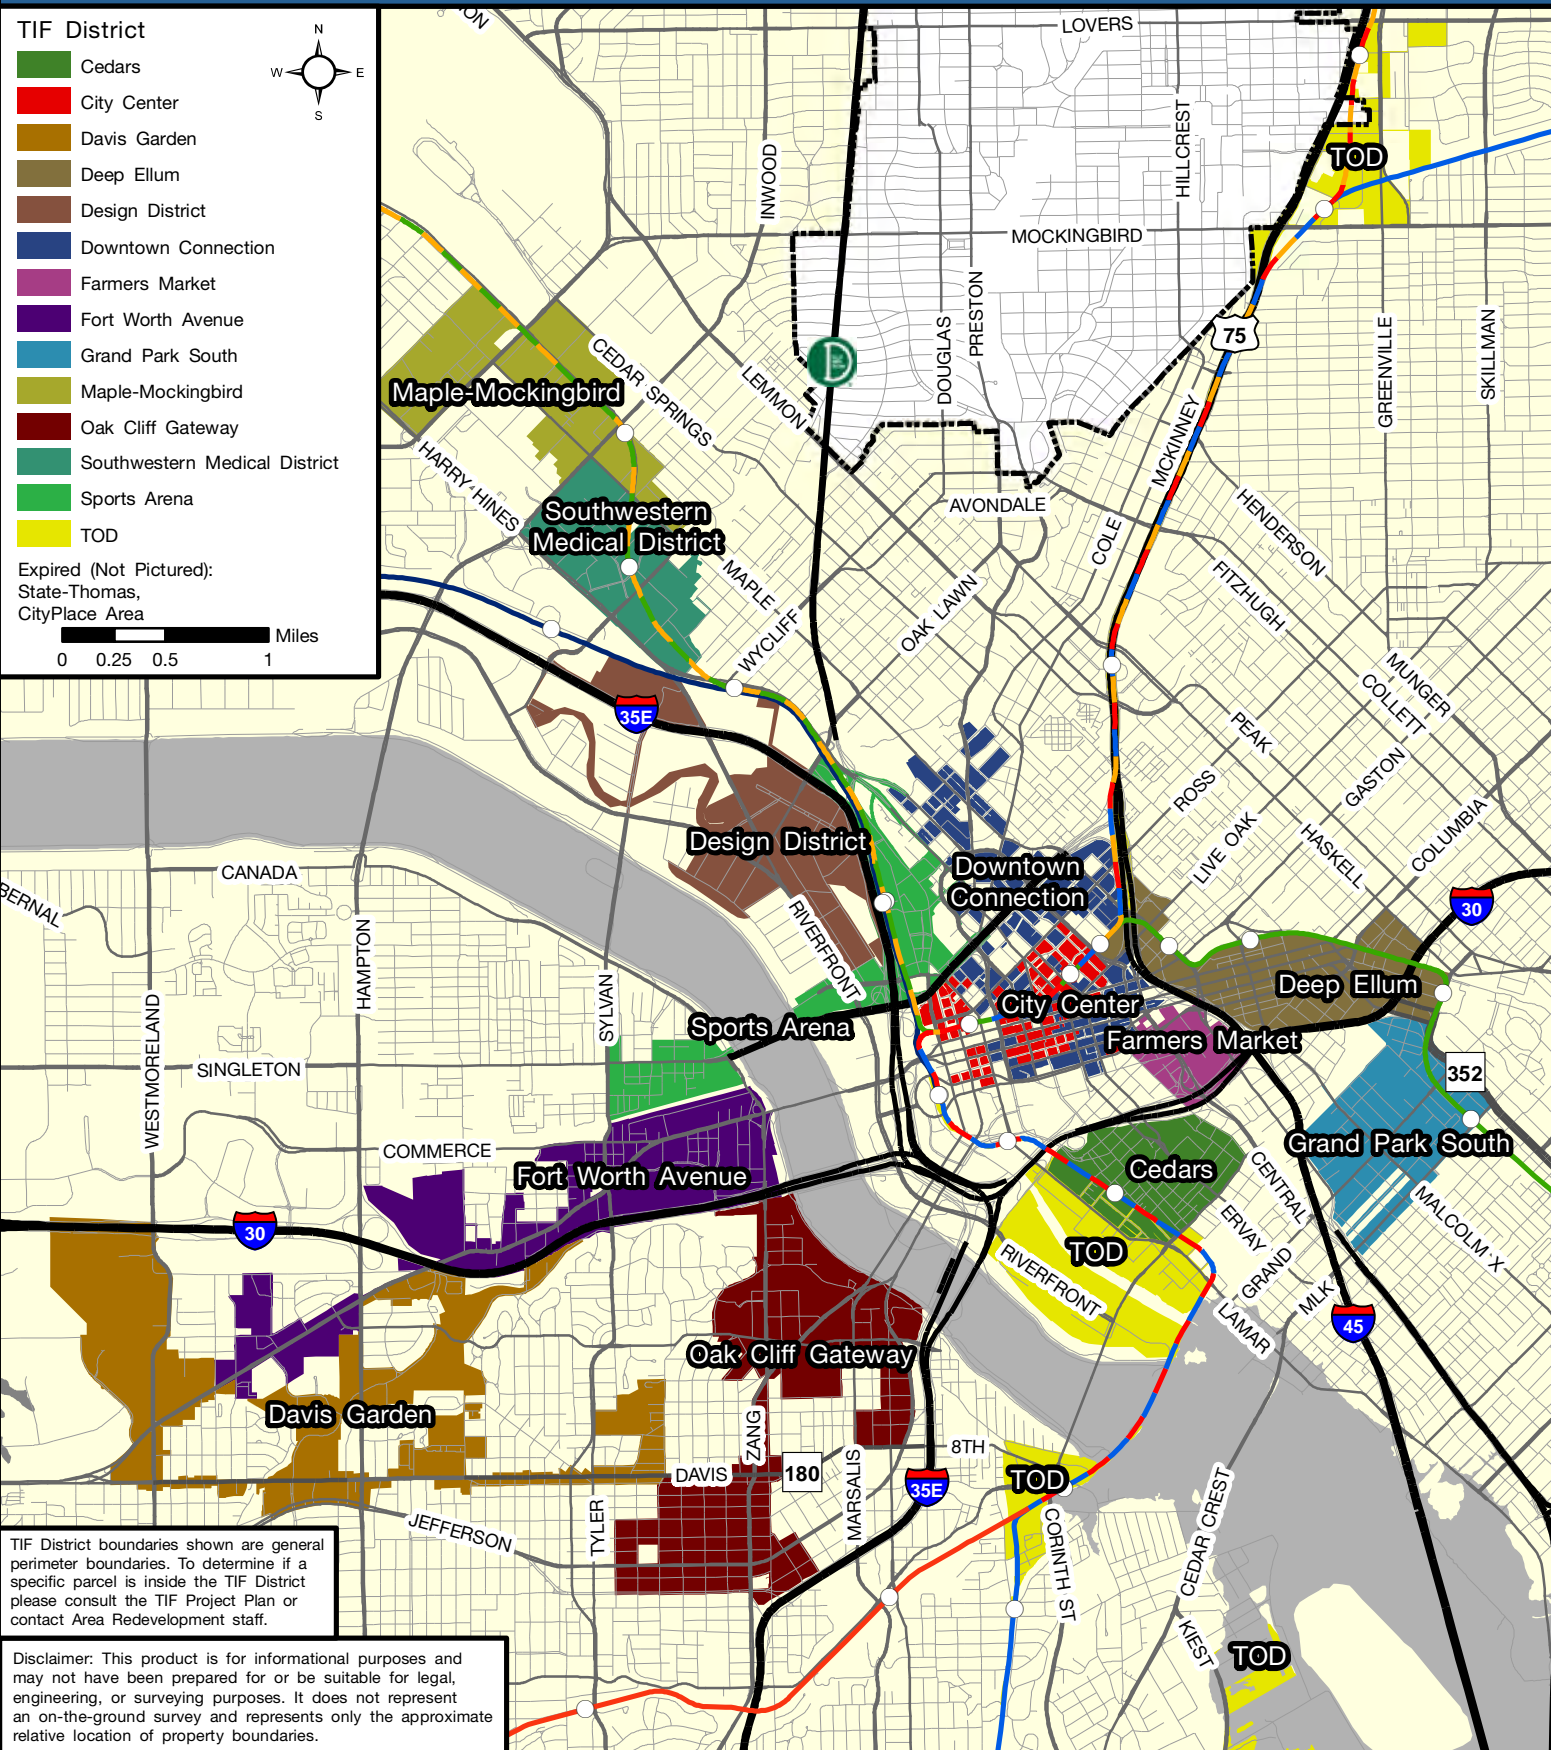 TIF District
N
W
E
S
Cedars
City Center
Davis Garden
Deep Ellum
Design District
Downtown Connection
Farmers Market
Fort Worth Avenue
Grand Park South
Maple-Mockingbird
Oak Cliff Gateway
Southwestern Medical District
Sports Arena
TOD
Expired (Not Pictured):
State-Thomas,
CityPlace Area
Miles
0 0.25 0.5 1
LOVERS
INWOOD
HILLCREST
TOD
MOCKINGBIRD
DOUGLAS
PRESTON
75
GREENVILLE
SKILLMAN
D
Maple-Mockingbird
CEDAR SPRINGS
LEMMON
MCKINNEY
HARRY HINES
AVONDALE
HENDERSON
Southwestern
Medical District
COLE
FITZHUGH
MAPLE
WYCLIFF
OAK LAWN
MUNGER
COLLETT
35E
PEAK
ROSS
GASTON
Design District
LIVE OAK
HASKELL
COLUMBIA
Downtown
Connection
CANADA
BERNAL
30
HAMPTON
RIVERFRONT
SYLVAN
Deep Ellum
WESTMORELAND
City Center
Sports Arena
Farmers Market
SINGLETON
352
COMMERCE
Grand Park South
Fort Worth Avenue
Cedars
CENTRAL
MALCOLM X
30
ERVAY
TOD
RIVERFRONT
GRAND
MLK
LAMAR
45
Oak Cliff Gateway
Davis Garden
ZANG
8TH
DAVIS
180
MARSALIS
TOD
35E
TYLER
JEFFERSON
CORINTH ST
CEDAR CREST
KIEST
TOD
TIF District boundaries shown are general
perimeter boundaries. To determine if a
specific parcel is inside the TIF District
please consult the TIF Project Plan or
contact Area Redevelopment staff.
Disclaimer: This product is for informational purposes and
may not have been prepared for or be suitable for legal,
engineering, or surveying purposes. It does not represent
an on-the-ground survey and represents only the approximate
relative location of property boundaries.